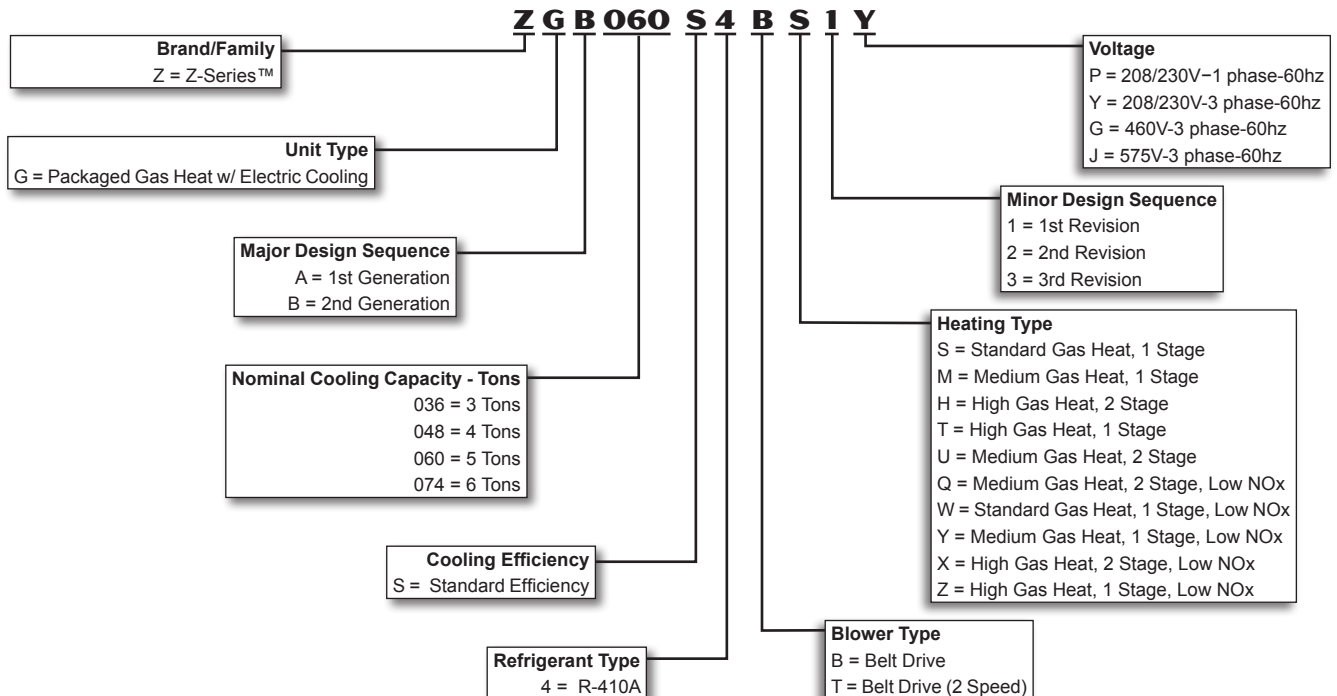 Z G B 060 S 4 B S 1 Y
Brand/Family
Z = Z-Series™
Unit Type
G = Packaged Gas Heat w/ Electric Cooling
Major Design Sequence
A = 1st Generation
B = 2nd Generation
Nominal Cooling Capacity - Tons
036 = 3 Tons
048 = 4 Tons
060 = 5 Tons
074 = 6 Tons
Cooling Efficiency
S = Standard Efficiency
Refrigerant Type
4 = R-410A
Voltage
P = 208/230V−1 phase-60hz
Y = 208/230V-3 phase-60hz
G = 460V-3 phase-60hz
J = 575V-3 phase-60hz
Minor Design Sequence
1 = 1st Revision
2 = 2nd Revision
3 = 3rd Revision
Heating Type
S = Standard Gas Heat, 1 Stage
M = Medium Gas Heat, 1 Stage
H = High Gas Heat, 2 Stage
T = High Gas Heat, 1 Stage
U = Medium Gas Heat, 2 Stage
Q = Medium Gas Heat, 2 Stage, Low NOx
W = Standard Gas Heat, 1 Stage, Low NOx
Y = Medium Gas Heat, 1 Stage, Low NOx
X = High Gas Heat, 2 Stage, Low NOx
Z = High Gas Heat, 1 Stage, Low NOx
Blower Type
B = Belt Drive
T = Belt Drive (2 Speed)